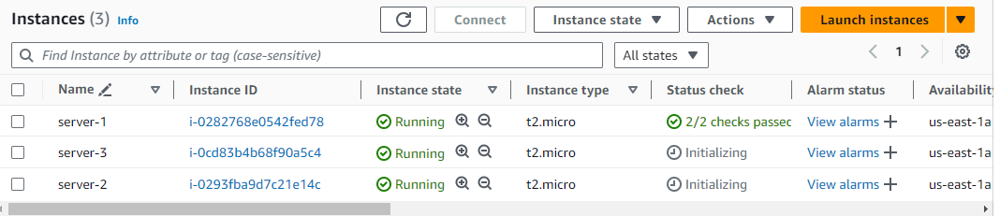 Instances (3) Info Connect Instance state Actions Launch instances
Find Instance by attribute or tag (case-sensitive) All states 1
Name Instance ID Instance state Instance type Status check Alarm status Availability
server-1 i-0282768e0542fed78 Running t2.micro 2/2 checks passed View alarms us-east-1a
server-3 i-0cd83b4b68f90a5c4 Running t2.micro Initializing View alarms us-east-1a
server-2 i-0293fba9d7c21e14c Running t2.micro Initializing View alarms us-east-1a